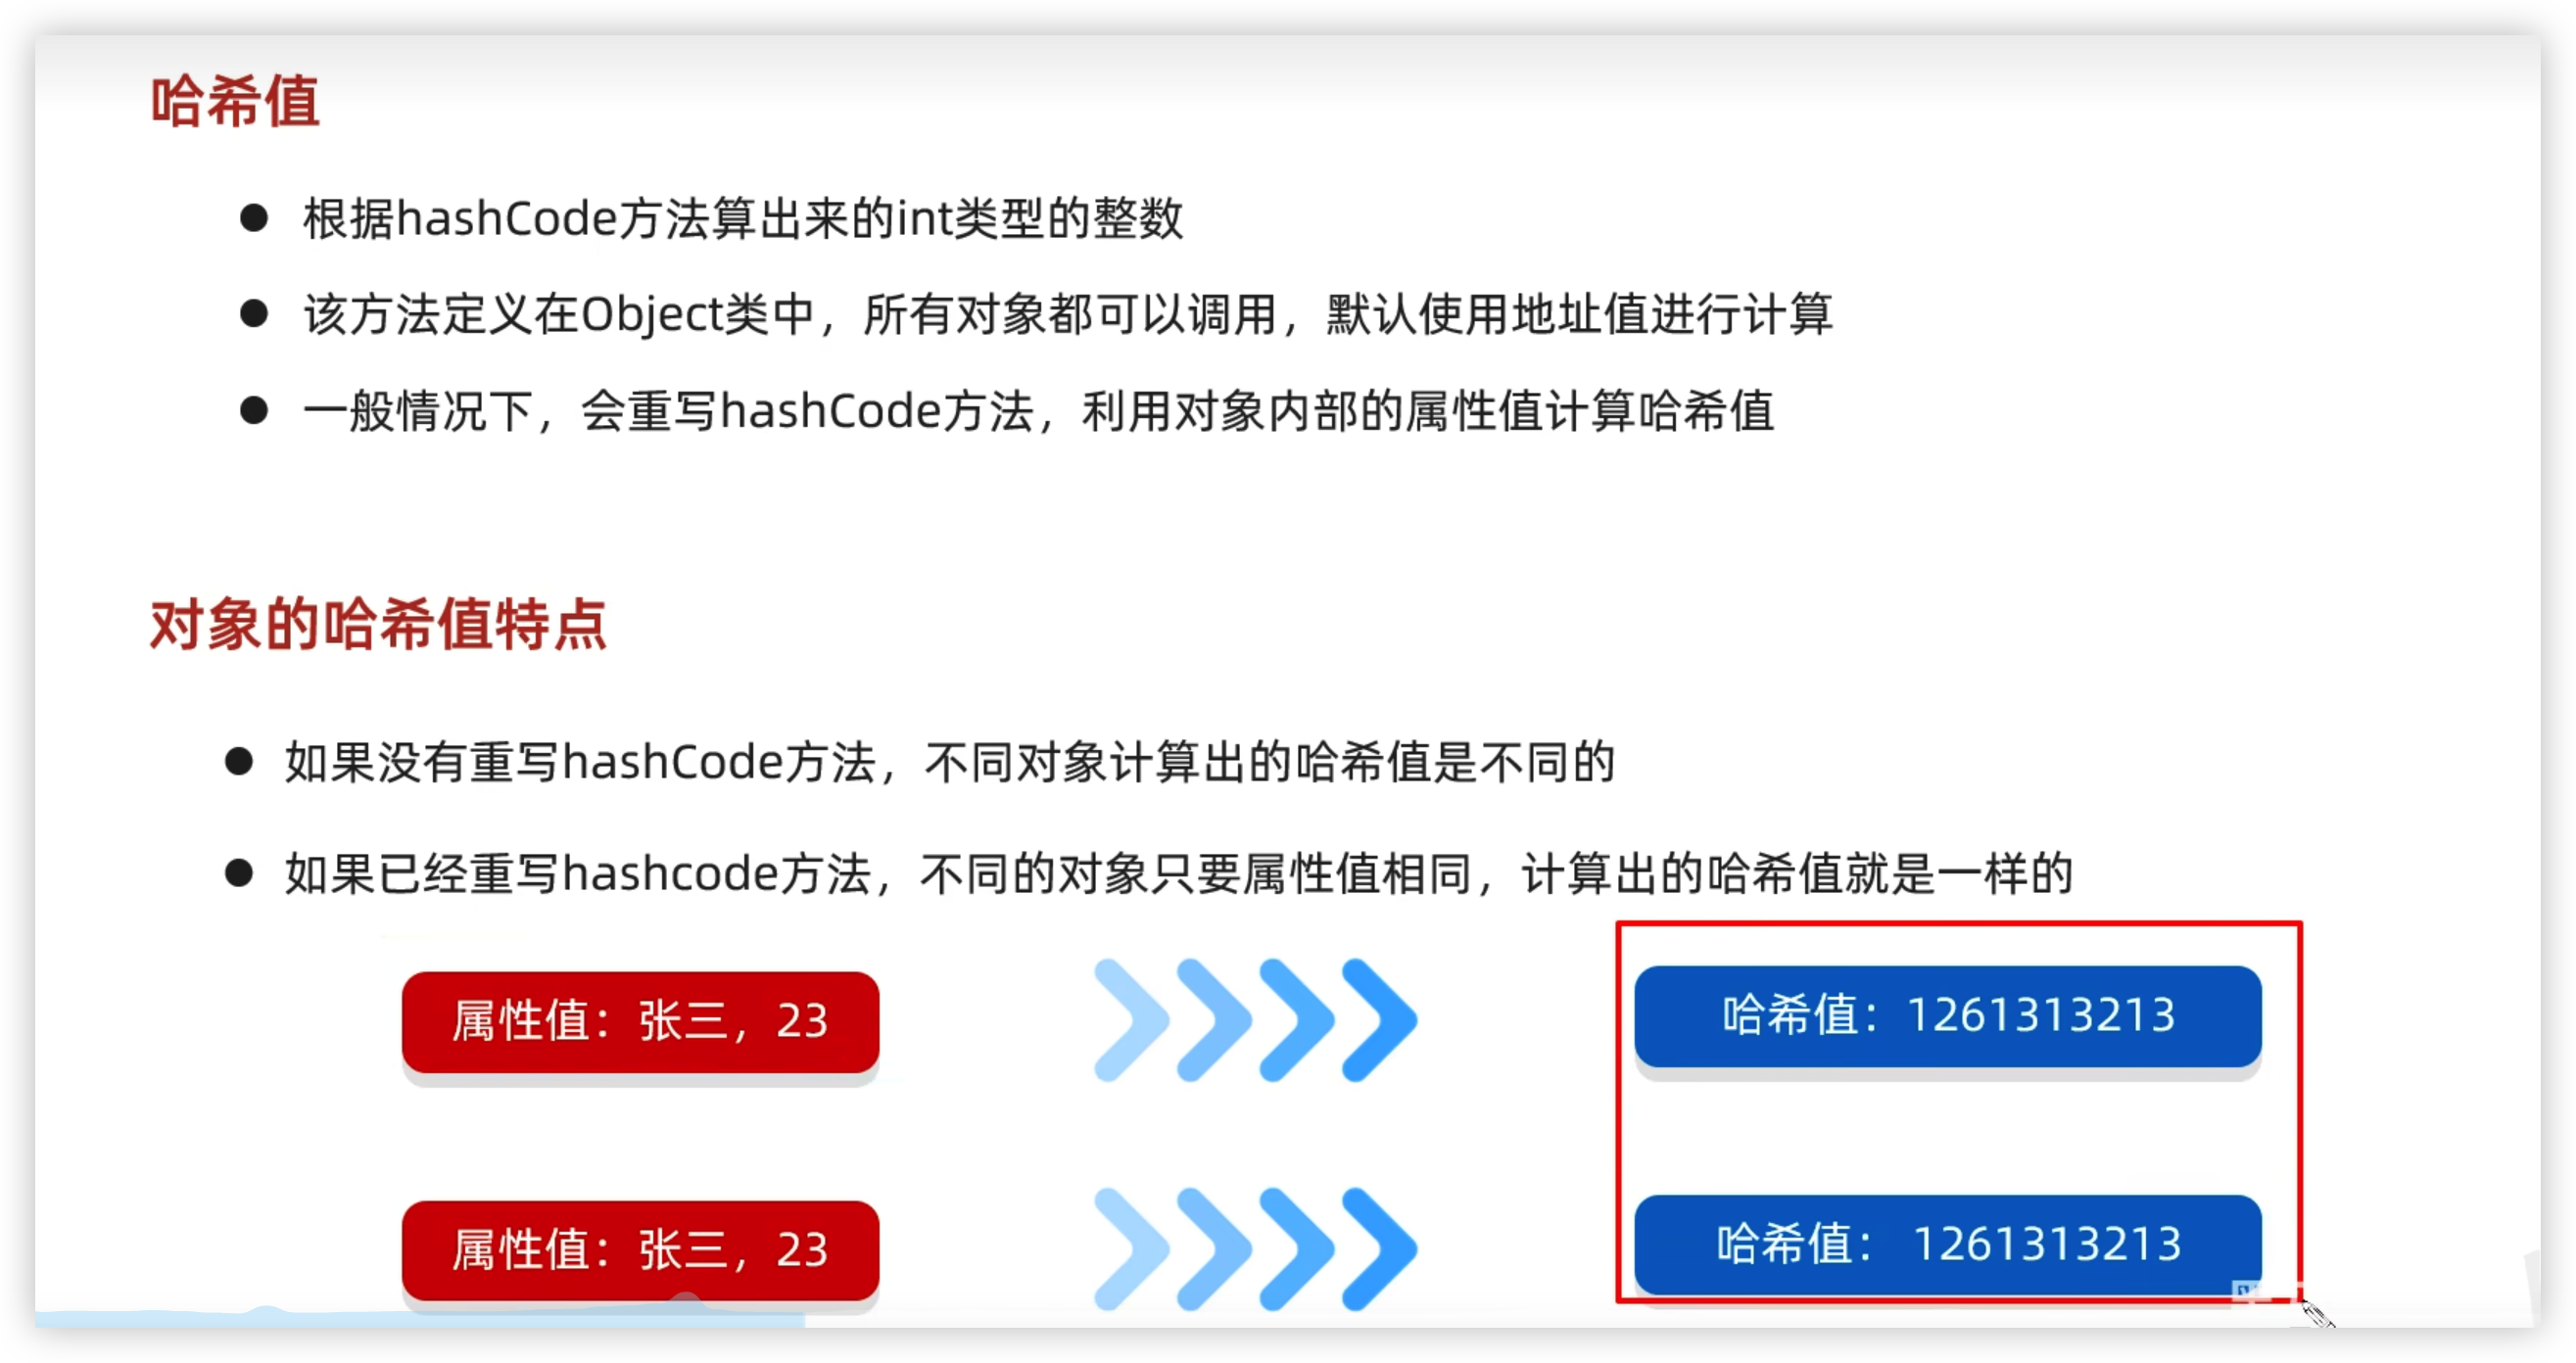 哈希值
● 根据hashCode方法算出来的int类型的整数
● 该方法定义在Object类中，所有对象都可以调用，默认使用地址值进行计算
● 一般情况下，会重写hashCode方法，利用对象内部的属性值计算哈希值
对象的哈希值特点
● 如果没有重写hashCode方法，不同对象计算出的哈希值是不同的
● 如果已经重写hashcode方法，不同的对象只要属性值相同，计算出的哈希值就是一样的
属性值：张三，23
哈希值：1261313213
属性值：张三，23
哈希值： 1261313213